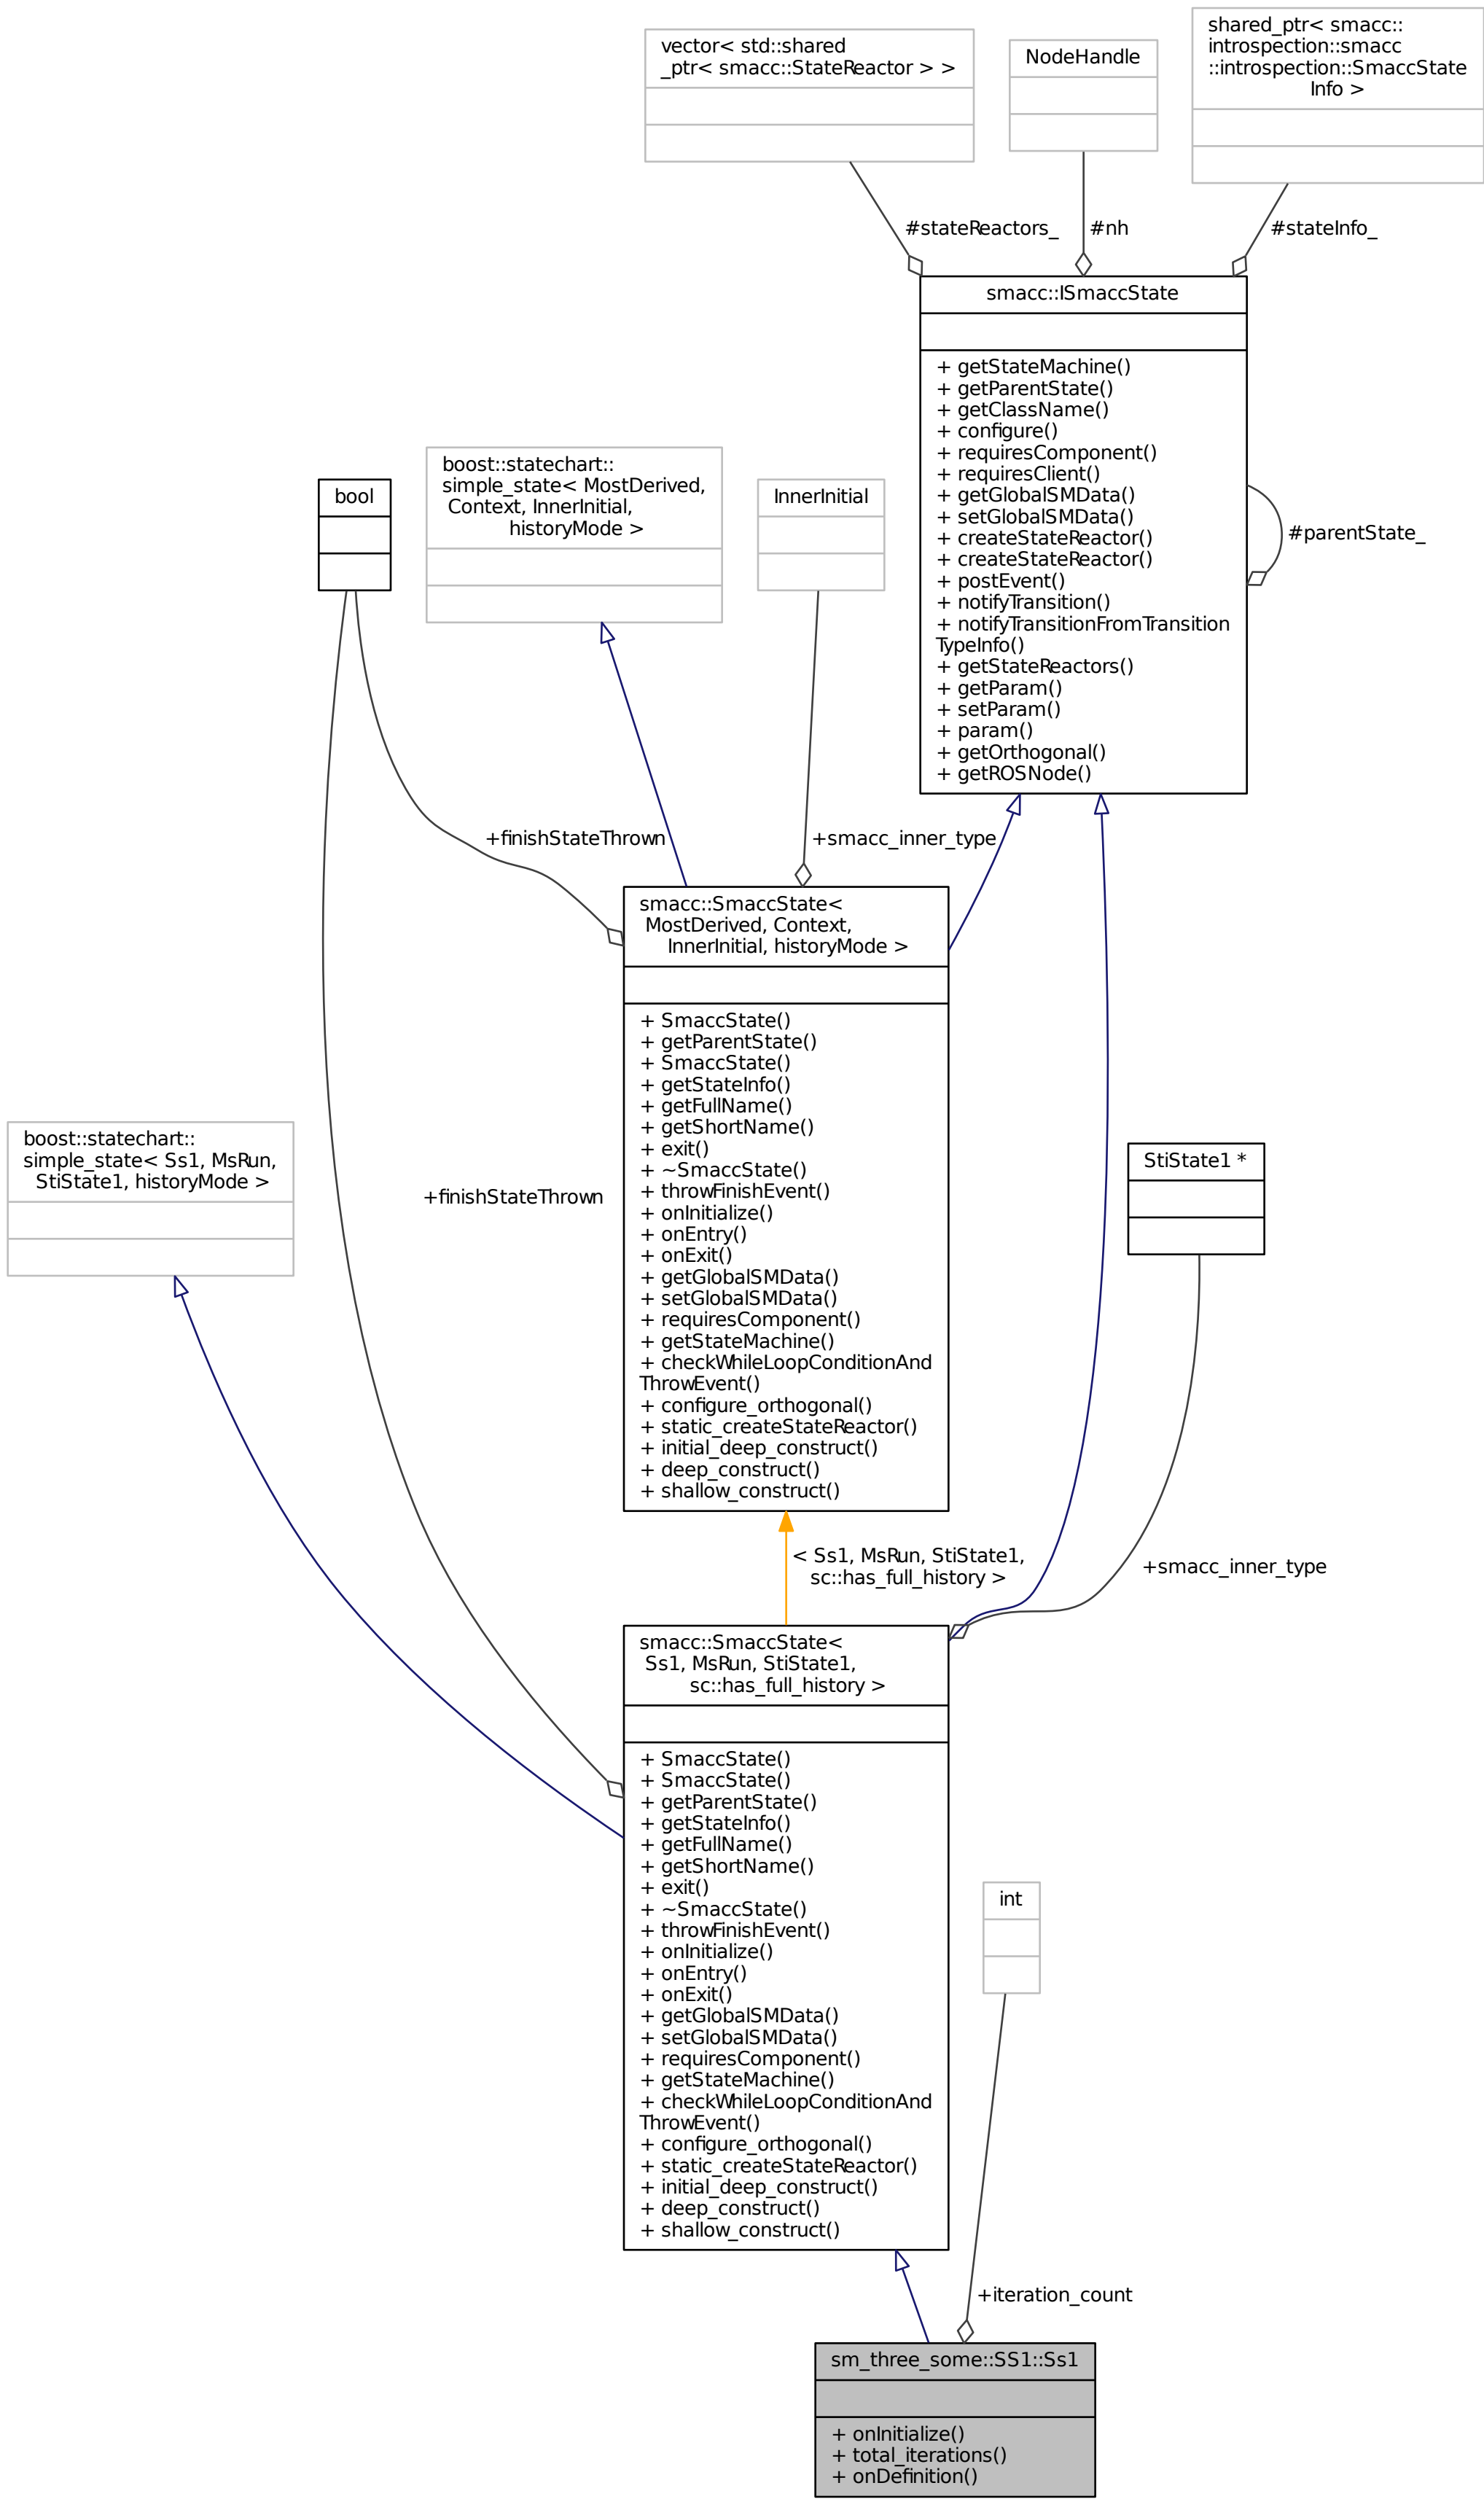 vector< std::shared
_ptr< smacc::StateReactor > >
NodeHandle
shared_ptr< smacc::
introspection::smacc
::introspection::SmaccState
Info >
#stateReactors_
#nh
#stateInfo_
smacc::ISmaccState
+ getStateMachine()
+ getParentState()
+ getClassName()
+ configure()
+ requiresComponent()
+ requiresClient()
+ getGlobalSMData()
+ setGlobalSMData()
+ createStateReactor()
+ createStateReactor()
+ postEvent()
+ notifyTransition()
+ notifyTransitionFromTransition
TypeInfo()
+ getStateReactors()
+ getParam()
+ setParam()
+ param()
+ getOrthogonal()
+ getROSNode()
#parentState_
bool
boost::statechart::
simple_state< MostDerived,
Context, InnerInitial,
historyMode >
InnerInitial
+finishStateThrown
+smacc_inner_type
smacc::SmaccState<
MostDerived, Context,
InnerInitial, historyMode >
+ SmaccState()
+ getParentState()
+ SmaccState()
+ getStateInfo()
+ getFullName()
+ getShortName()
+ exit()
+ ~SmaccState()
+ throwFinishEvent()
+ onInitialize()
+ onEntry()
+ onExit()
+ getGlobalSMData()
+ setGlobalSMData()
+ requiresComponent()
+ getStateMachine()
+ checkWhileLoopConditionAnd
ThrowEvent()
+ configure_orthogonal()
+ static_createStateReactor()
+ initial_deep_construct()
+ deep_construct()
+ shallow_construct()
boost::statechart::
simple_state< Ss1, MsRun,
StiState1, historyMode >
+finishStateThrown
StiState1 *
< Ss1, MsRun, StiState1,
sc::has_full_history >
+smacc_inner_type
smacc::SmaccState<
Ss1, MsRun, StiState1,
sc::has_full_history >
+ SmaccState()
+ SmaccState()
+ getParentState()
+ getStateInfo()
+ getFullName()
+ getShortName()
+ exit()
+ ~SmaccState()
+ throwFinishEvent()
+ onInitialize()
+ onEntry()
+ onExit()
+ getGlobalSMData()
+ setGlobalSMData()
+ requiresComponent()
+ getStateMachine()
+ checkWhileLoopConditionAnd
ThrowEvent()
+ configure_orthogonal()
+ static_createStateReactor()
+ initial_deep_construct()
+ deep_construct()
+ shallow_construct()
int
+iteration_count
sm_three_some::SS1::Ss1
+ onInitialize()
+ total_iterations()
+ onDefinition()